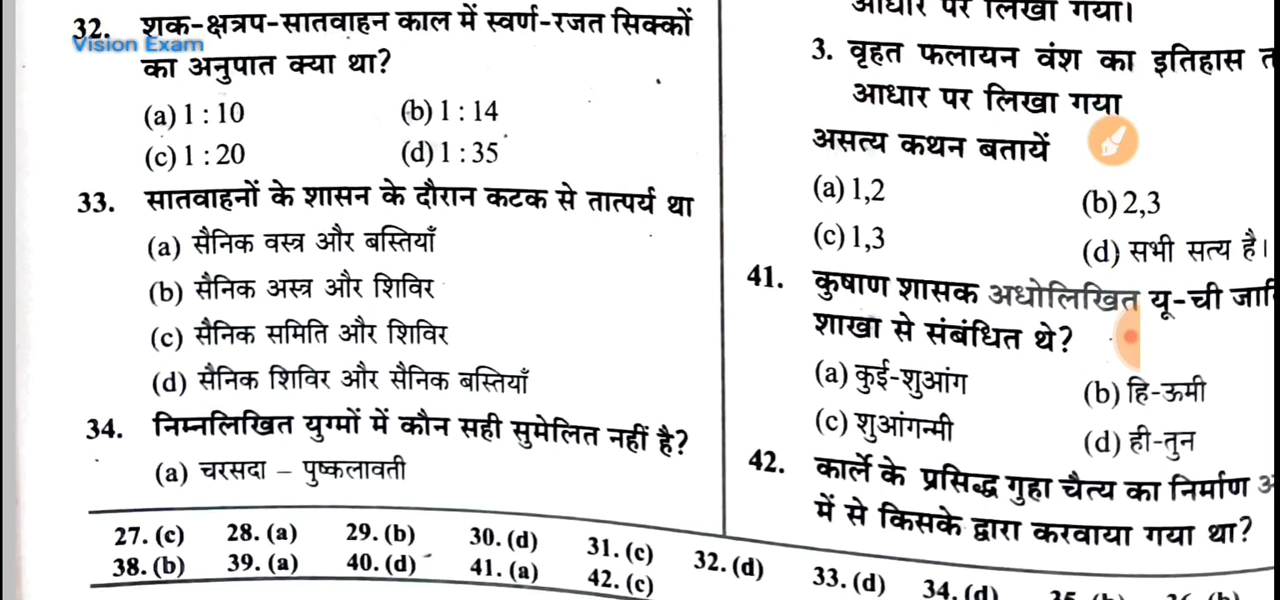 32. शक-क्षत्रप-सातवाहन काल में स्वर्ण-रजत सिक्कों
Vision Exam
का अनुपात क्या था?
(a) 1 : 10 (b) 1 : 14
(c) 1 : 20 (d) 1 : 35
33. सातवाहनों के शासन के दौरान कटक से तात्पर्य था
(a) सैनिक वस्त्र और बस्तियाँ
(b) सैनिक अस्त्र और शिविर
(c) सैनिक समिति और शिविर
(d) सैनिक शिविर और सैनिक बस्तियाँ
34. निम्नलिखित युग्मों में कौन सही सुमेलित नहीं है?
(a) चरसदा – पुष्कलावती
आधार पर लिखा गया।
3. वृहत फलायन वंश का इतिहास
आधार पर लिखा गया
असत्य कथन बतायें
(a) 1,2 (b) 2,3
(c) 1,3 (d) सभी सत्य है।
41. कुषाण शासक अधोलिखित यू-ची
शाखा से संबंधित थे?
(a) कुई-शुआंग (b) हि-ऊमी
(c) शुआंगन्मी (d) ही-तुन
42. कार्ले के प्रसिद्ध गुहा चैत्य का निर्माण
में से किसके द्वारा करवाया गया था?
27. (c) 28. (a) 29. (b) 30. (d) 31. (c) 32. (d) 33. (d) 34. (d)
38. (b) 39. (a) 40. (d) 41. (a) 42. (c)